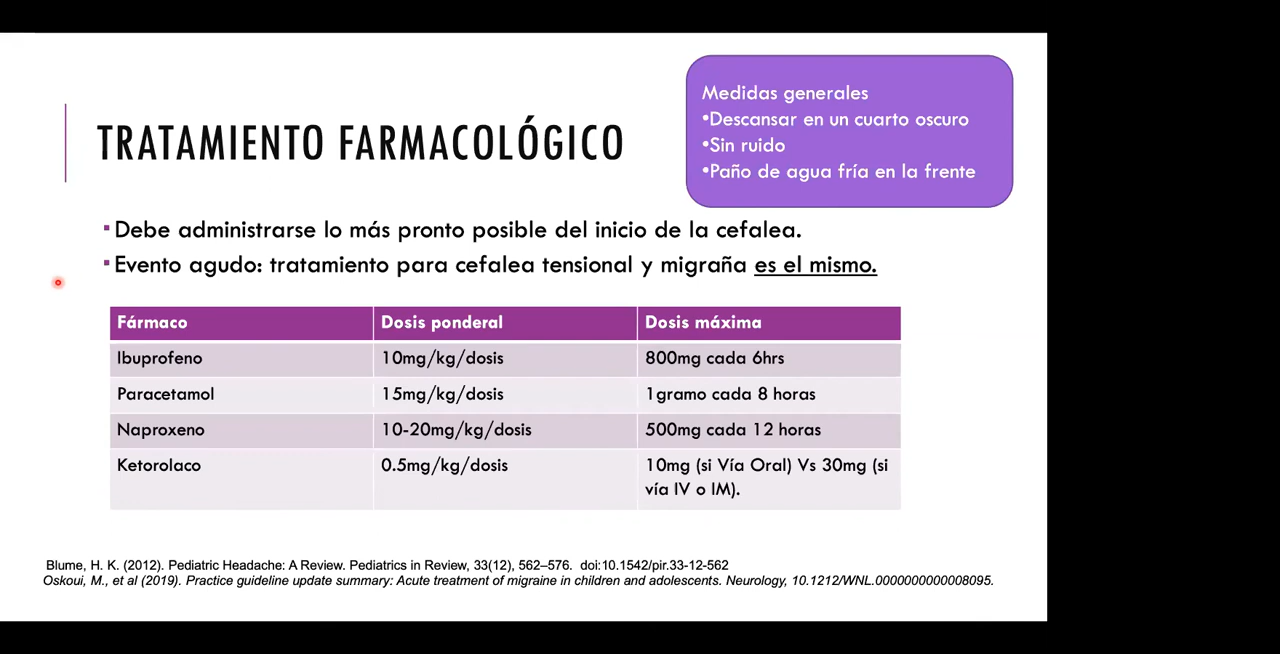 Medidas generales
•Descansar en un cuarto oscuro
•Sin ruido
•Paño de agua fría en la frente
TRATAMIENTO FARMACOLÓGICO
▪Debe administrarse lo más pronto posible del inicio de la cefalea.
▪Evento agudo: tratamiento para cefalea tensional y migraña es el mismo.
Fármaco Dosis ponderal Dosis máxima
Ibuprofeno 10mg/kg/dosis 800mg cada 6hrs
Paracetamol 15mg/kg/dosis 1gramo cada 8 horas
Naproxeno 10-20mg/kg/dosis 500mg cada 12 horas
Ketorolaco 0.5mg/kg/dosis 10mg (si Vía Oral) Vs 30mg (si
vía IV o IM).
Blume, H. K. (2012). Pediatric Headache: A Review. Pediatrics in Review, 33(12), 562–576. doi:10.1542/pir.33-12-562
Oskoui, M., et al (2019). Practice guideline update summary: Acute treatment of migraine in children and adolescents. Neurology, 10.1212/WNL.0000000000008095.